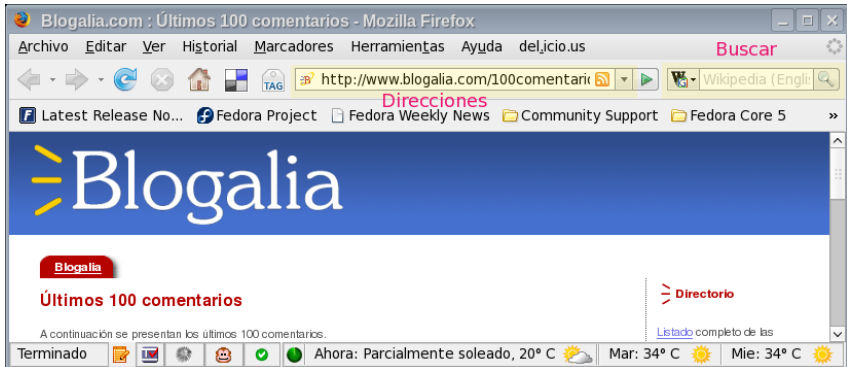 Blogalia.com : Últimos 100 comentarios - Mozilla Firefox
Archivo Editar Ver Historial Marcadores Herramientas Ayuda del.icio.us
Buscar
TAG http://www.blogalia.com/100comentario Wikipedia (Englis
Direcciones
Latest Release No... Fedora Project Fedora Weekly News Community Support Fedora Core 5 »
Blogalia
Blogalia
Últimos 100 comentarios
Directorio
A continuación se presentan los últimos 100 comentarios.
Listado completo de las
Terminado Ahora: Parcialmente soleado, 20° C Mar: 34° C Mie: 34° C